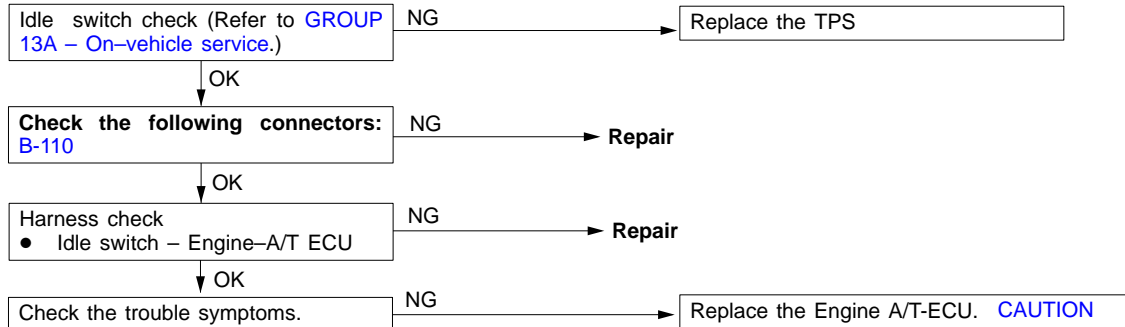 Idle switch check (Refer to GROUP
13A – On–vehicle service.)
NG
Replace the TPS
OK
Check the following connectors:
B-110
NG
Repair
OK
Harness check
● Idle switch – Engine–A/T ECU
NG
Repair
OK
Check the trouble symptoms.
NG
Replace the Engine A/T-ECU. CAUTION